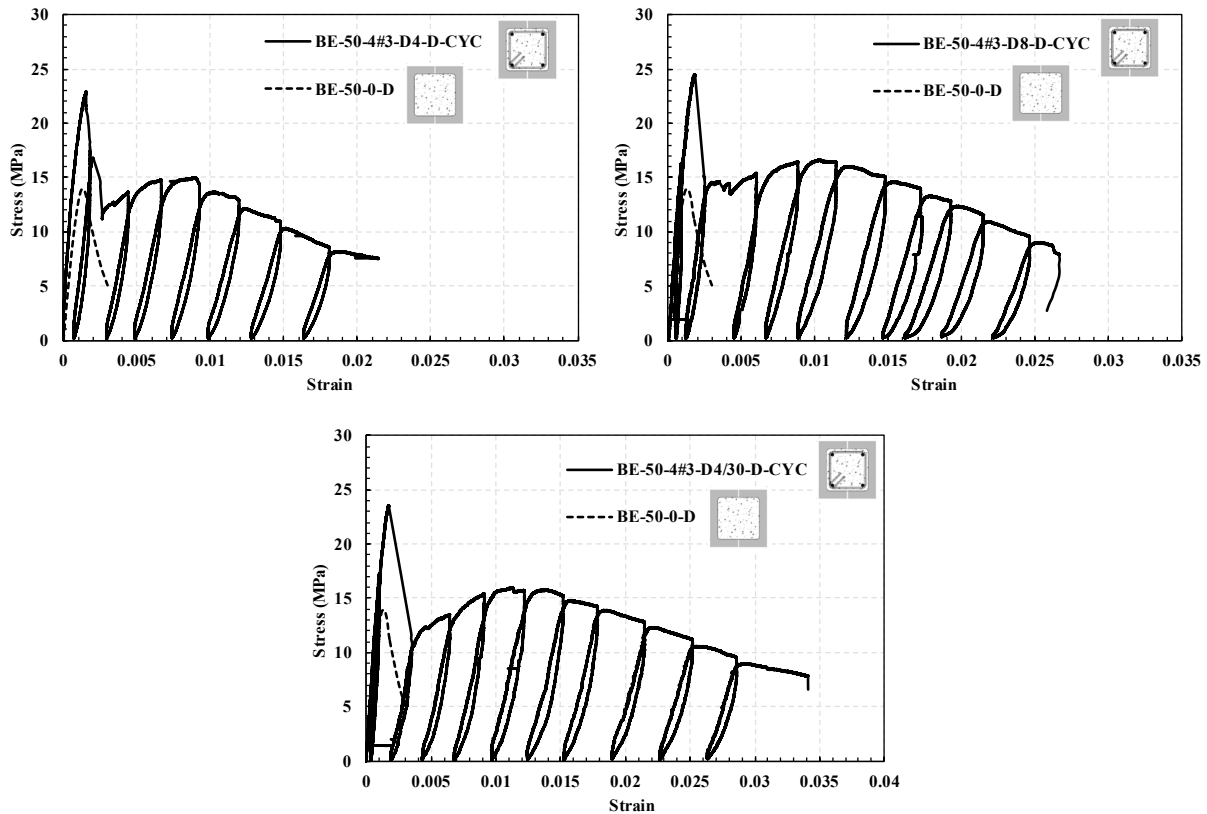 30
25
20
15
10
5
0
Stress (MPa)
BE-50-4#3-D4-D-CYC
BE-50-0-D
0 0.005 0.01 0.015 0.02 0.025 0.03 0.035
Strain
30
25
20
15
10
5
0
Stress (MPa)
BE-50-4#3-D8-D-CYC
BE-50-0-D
0 0.005 0.01 0.015 0.02 0.025 0.03 0.035
Strain
30
25
20
15
10
5
0
Stress (MPa)
BE-50-4#3-D4/30-D-CYC
BE-50-0-D
0 0.005 0.01 0.015 0.02 0.025 0.03 0.035 0.04
Strain